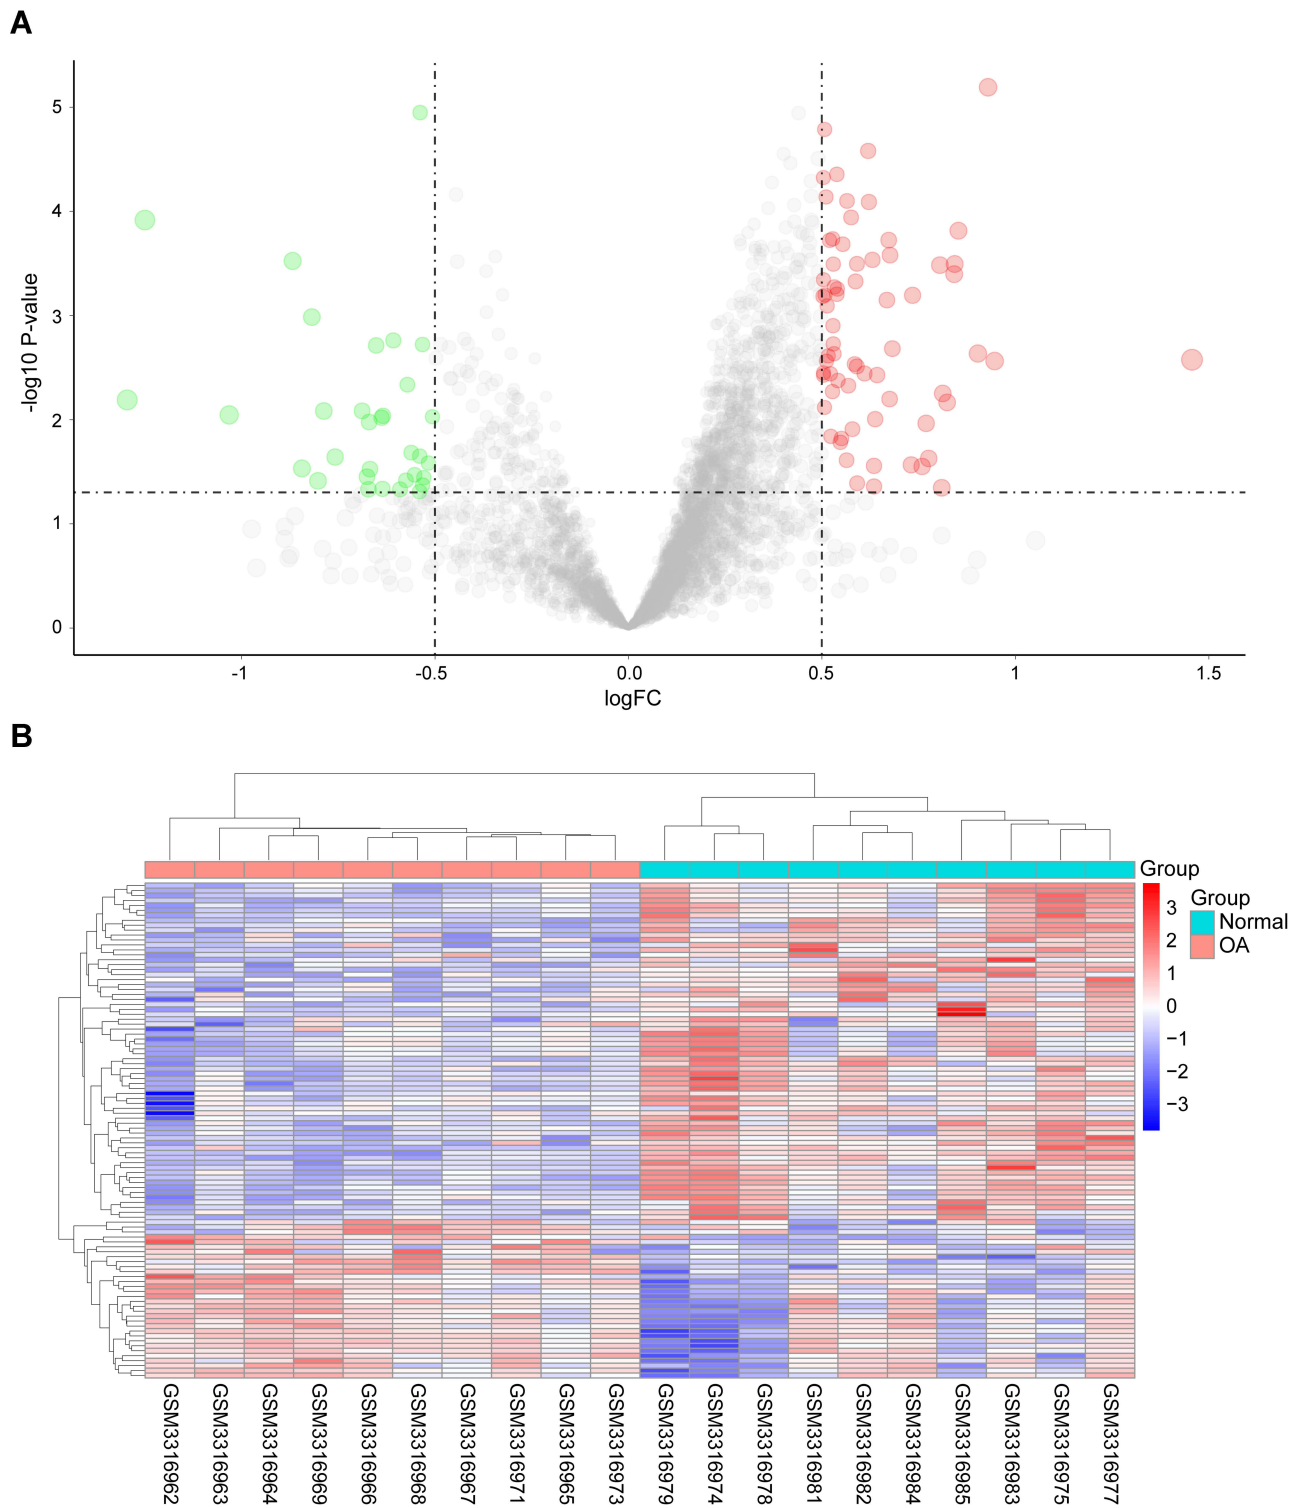 A
-log10 P-value
5
4
3
2
1
0
-1
-0.5
0.0
0.5
1
1.5
logFC
B
Group
3
2
1
0
−1
−2
−3
Group
Normal
OA
GSM3316962
GSM3316963
GSM3316964
GSM3316969
GSM3316966
GSM3316968
GSM3316967
GSM3316971
GSM3316965
GSM3316973
GSM3316979
GSM3316974
GSM3316978
GSM3316981
GSM3316982
GSM3316984
GSM3316985
GSM3316983
GSM3316975
GSM3316977